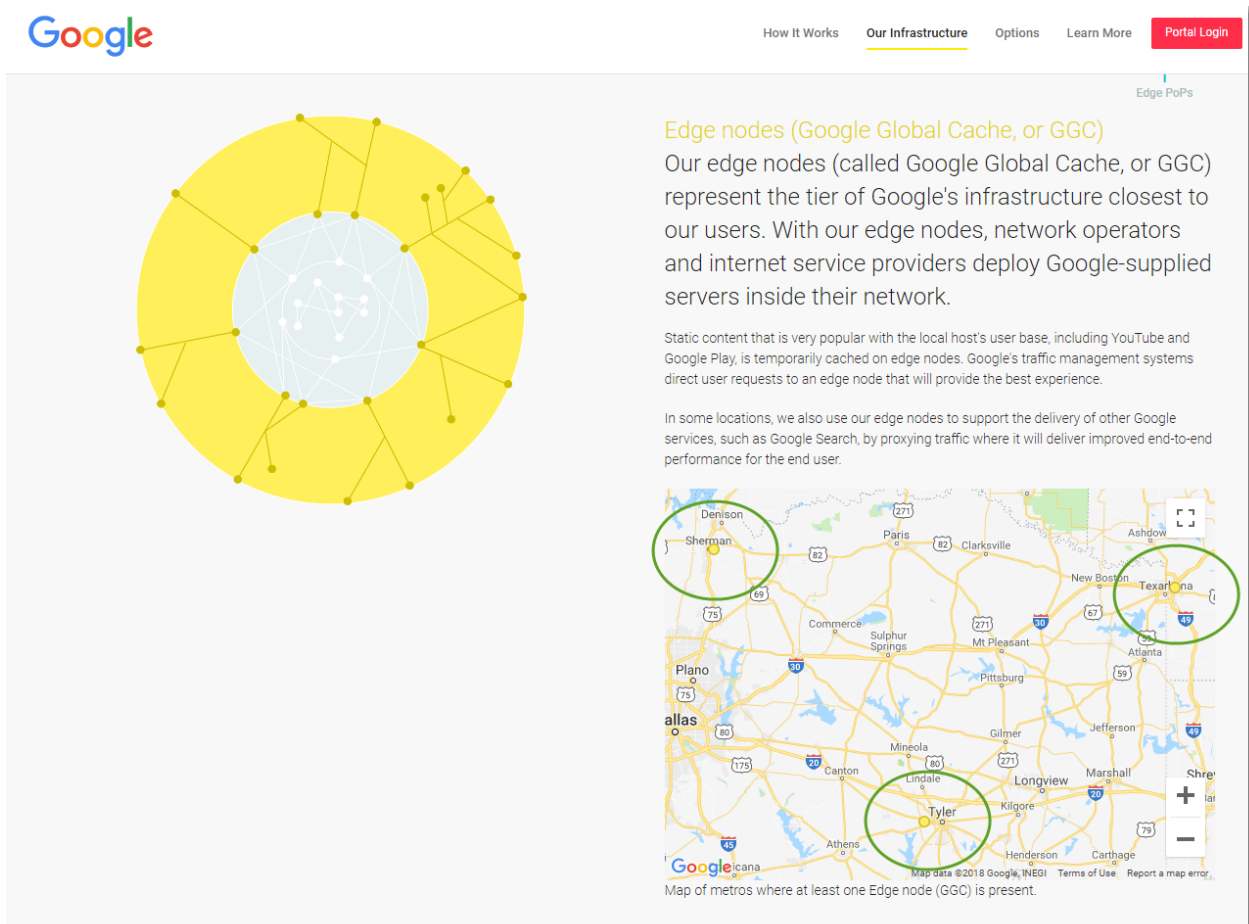 Google
How It Works
Our Infrastructure
Options
Learn More
Portal Login
Edge PoPs
Edge nodes (Google Global Cache, or GGC)
Our edge nodes (called Google Global Cache, or GGC)
represent the tier of Google's infrastructure closest to
our users. With our edge nodes, network operators
and internet service providers deploy Google-supplied
servers inside their network.
Static content that is very popular with the local host's user base, including YouTube and
Google Play, is temporarily cached on edge nodes. Google's traffic management systems
direct user requests to an edge node that will provide the best experience.
In some locations, we also use our edge nodes to support the delivery of other Google
services, such as Google Search, by proxying traffic where it will deliver improved end-to-end
performance for the end user.
Denison
271
Paris
Ashdow
Sherman
82
82
Clarksville
New Boston
Texarkana
69
75
Commerce
271
30
67
49
Sulphur
Springs
Mt Pleasant
59
Atlanta
Plano
30
Pittsburg
59
75
allas
80
Gilmer
Jefferson
49
Mineola
175
20
Canton
80
271
Lindale
Longview
Marshall
Shre
20
Tyler
Kilgore
79
45
Athens
Henderson
Carthage
Google
icana
Map data ©2018 Google, INEGI
Terms of Use
Report a map error
Map of metros where at least one Edge node (GGC) is present.